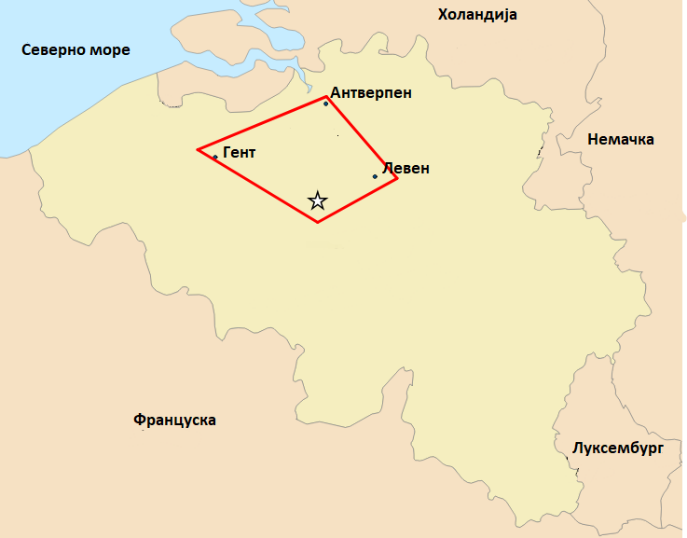 Холандија
Северно море
Антверпен
Немачка
Гент
Левен
Француска
Луксембург